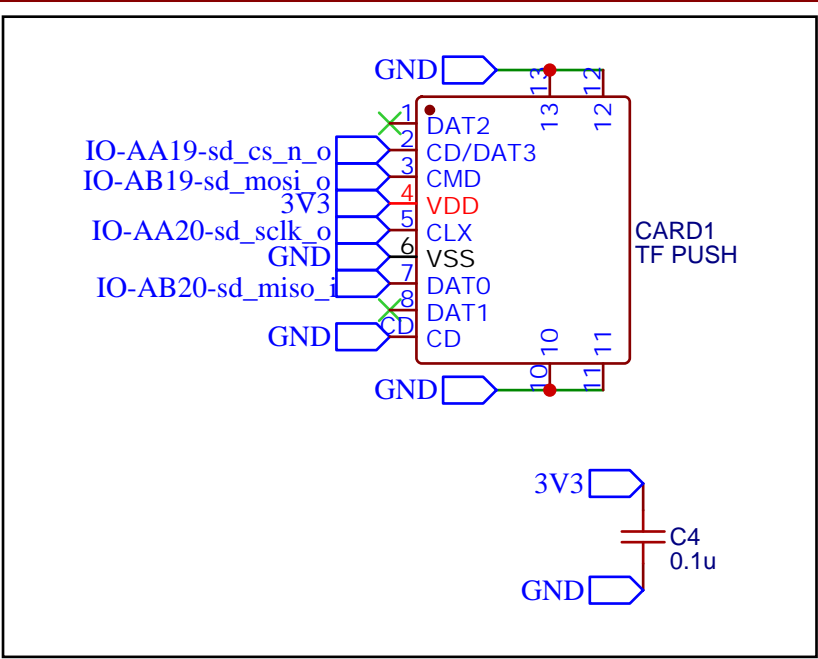 GND
13
12
13
12
1
DAT2
IO-AA19-sd_cs_n_o
2
CD/DAT3
IO-AB19-sd_mosi_o
3
CMD
3V3
4
VDD
IO-AA20-sd_sclk_o
5
CLX
GND
6
VSS
IO-AB20-sd_miso_i
7
DAT0
8
DAT1
GND
CD
CD
CARD1
TF PUSH
10
11
10
11
GND
3V3
C4
0.1u
GND